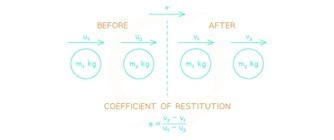 +
BEFORE AFTER
u₁ u₂ v₁ v₂
m₁ kg m₂ kg m₁ kg m₂ kg
COEFFICIENT OF RESTITUTION
e = v₂ − v₁ / u₁ − u₂